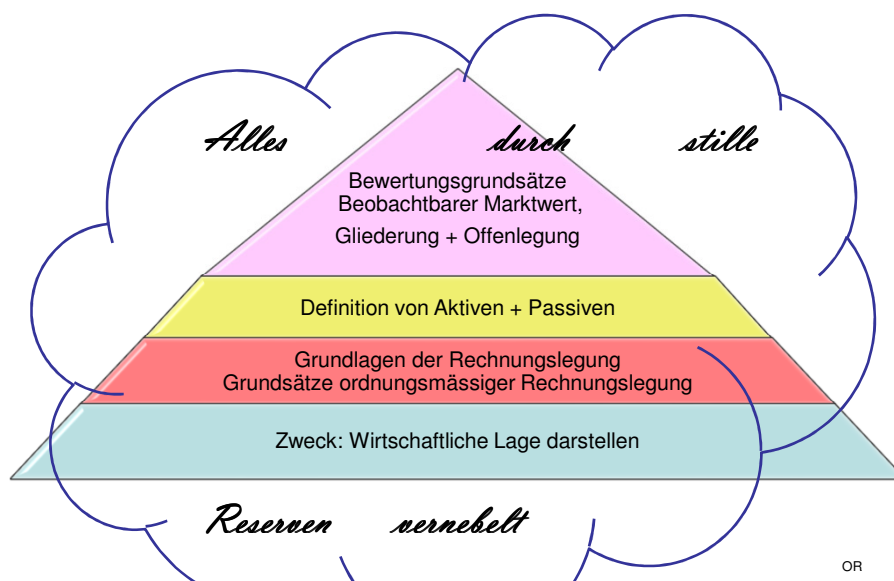 Alles durch stille
Bewertungsgrundsätze
Beobachtbarer Marktwert,
Gliederung + Offenlegung
Definition von Aktiven + Passiven
Grundlagen der Rechnungslegung
Grundsätze ordnungsmässiger Rechnungslegung
Zweck: Wirtschaftliche Lage darstellen
Reserven vernebelt
OR